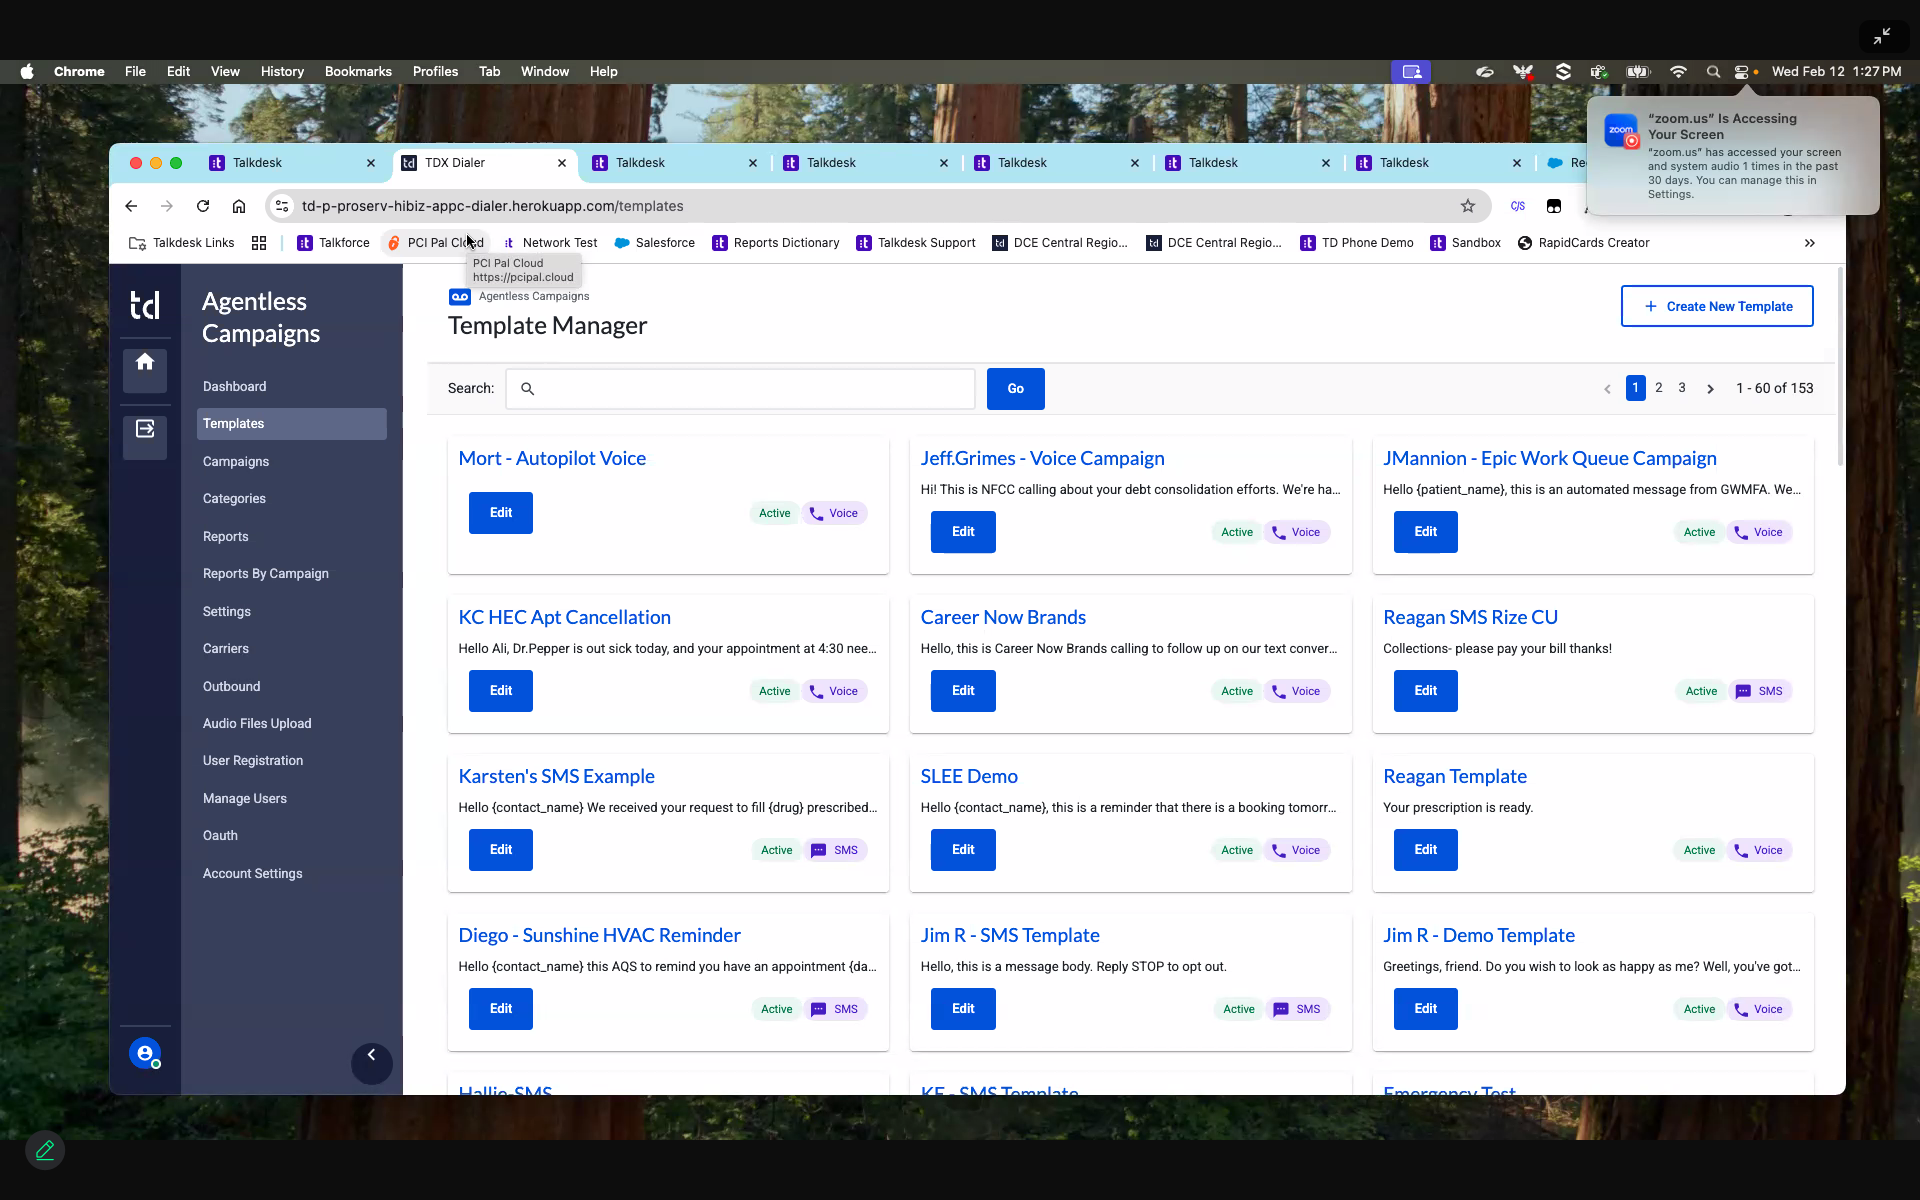 Chrome File Edit View History Bookmarks Profiles Tab Window Help
Wed Feb 12 1:27 PM
zoom
"zoom.us" Is Accessing
Your Screen
"zoom.us" has accessed your screen
and system audio 1 times in the past
30 days. You can manage this in
Settings.
Talkdesk
TDX Dialer
Talkdesk
Talkdesk
Talkdesk
Talkdesk
Talkdesk
td-p-proserv-hibiz-appc-dialer.herokuapp.com/templates
C/S
Talkdesk Links
Talkforce
PCI Pal Cloud
Network Test
Salesforce
Reports Dictionary
Talkdesk Support
DCE Central Regio...
DCE Central Regio...
TD Phone Demo
Sandbox
RapidCards Creator
PCI Pal Cloud
https://pcipal.cloud
td
Agentless
Campaigns
Dashboard
Templates
Campaigns
Categories
Reports
Reports By Campaign
Settings
Carriers
Outbound
Audio Files Upload
User Registration
Manage Users
Oauth
Account Settings
Agentless Campaigns
Template Manager
+ Create New Template
Search:
Go
1 2 3
1 - 60 of 153
Mort - Autopilot Voice
Edit
Active Voice
Jeff.Grimes - Voice Campaign
Hi! This is NFCC calling about your debt consolidation efforts. We're ha...
Edit
Active Voice
JMannion - Epic Work Queue Campaign
Hello {patient_name}, this is an automated message from GWMFA. We...
Edit
Active Voice
KC HEC Apt Cancellation
Hello Ali, Dr.Pepper is out sick today, and your appointment at 4:30 nee...
Edit
Active Voice
Career Now Brands
Hello, this is Career Now Brands calling to follow up on our text conver...
Edit
Active Voice
Reagan SMS Rize CU
Collections- please pay your bill thanks!
Edit
Active SMS
Karsten's SMS Example
Hello {contact_name} We received your request to fill {drug} prescribed...
Edit
Active SMS
SLEE Demo
Hello {contact_name}, this is a reminder that there is a booking tomorr...
Edit
Active Voice
Reagan Template
Your prescription is ready.
Edit
Active Voice
Diego - Sunshine HVAC Reminder
Hello {contact_name} this AQS to remind you have an appointment {da...
Edit
Active SMS
Jim R - SMS Template
Hello, this is a message body. Reply STOP to opt out.
Edit
Active SMS
Jim R - Demo Template
Greetings, friend. Do you wish to look as happy as me? Well, you've got...
Edit
Active Voice
Hallie-SMS
KE - SMS Template
Emergency Test